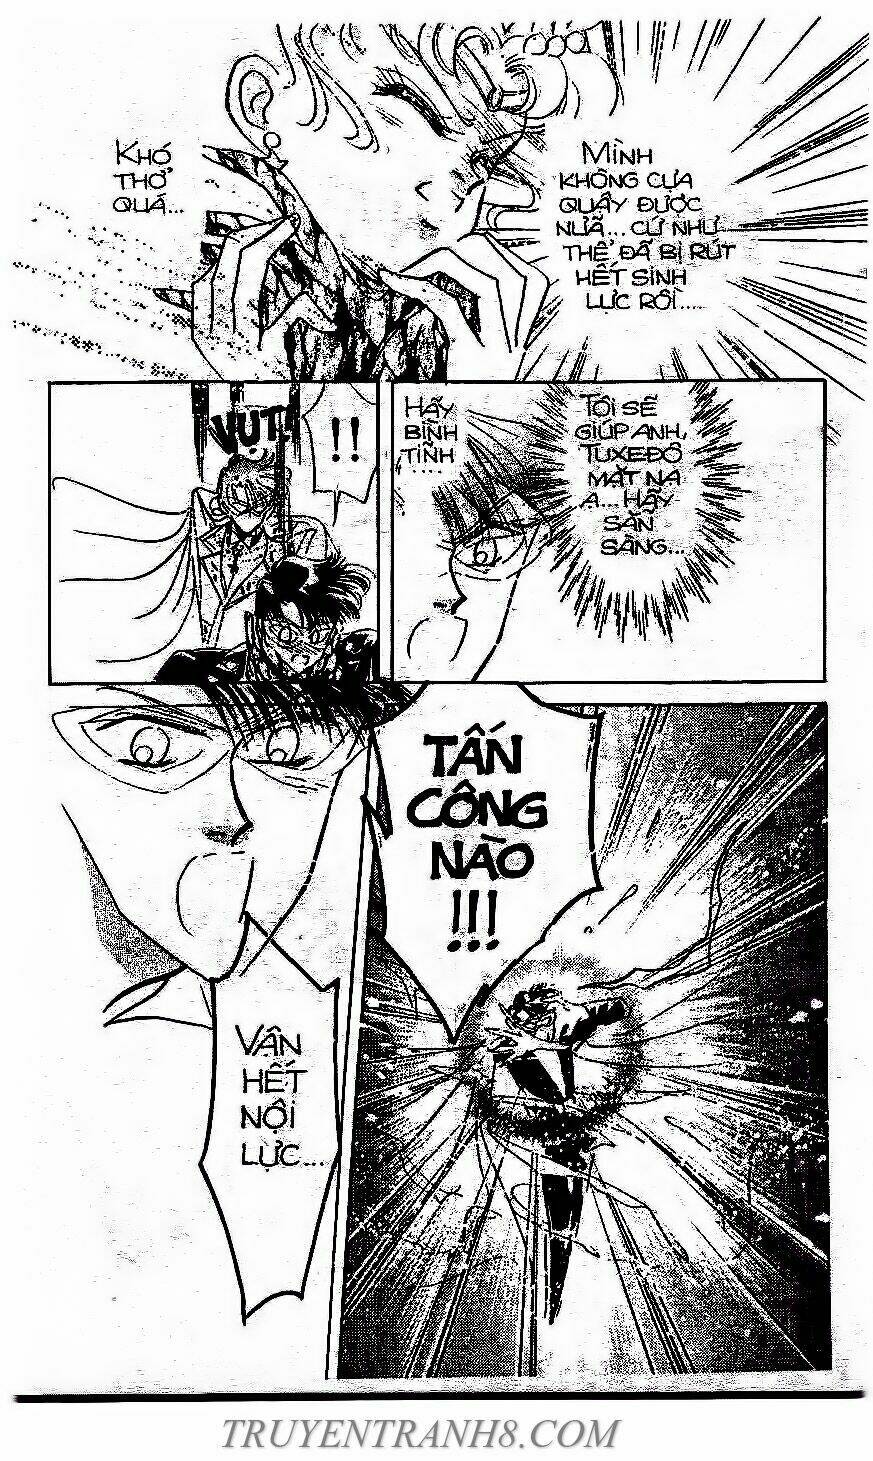 KHÓ
THỞ
QUÁ...
MÌNH
KHÔNG CỰA
QUẬY ĐƯỢC
NỮA... CỨ NHƯ
THỂ ĐÃ BỊ RÚT
HẾT SINH
LỰC RỒI....
VỤT!
!!
HÃY
BÌNH
TĨNH
.....
TÔI SẼ
GIÚP ANH,
TUXEDÔ
MẶT NẠ
Ạ... HÃY
SẴN
SÀNG...
TẤN
CÔNG
NÀO
!!!
VẬN
HẾT
NỘI
LỰC...
TRUYENTRANH8.COM